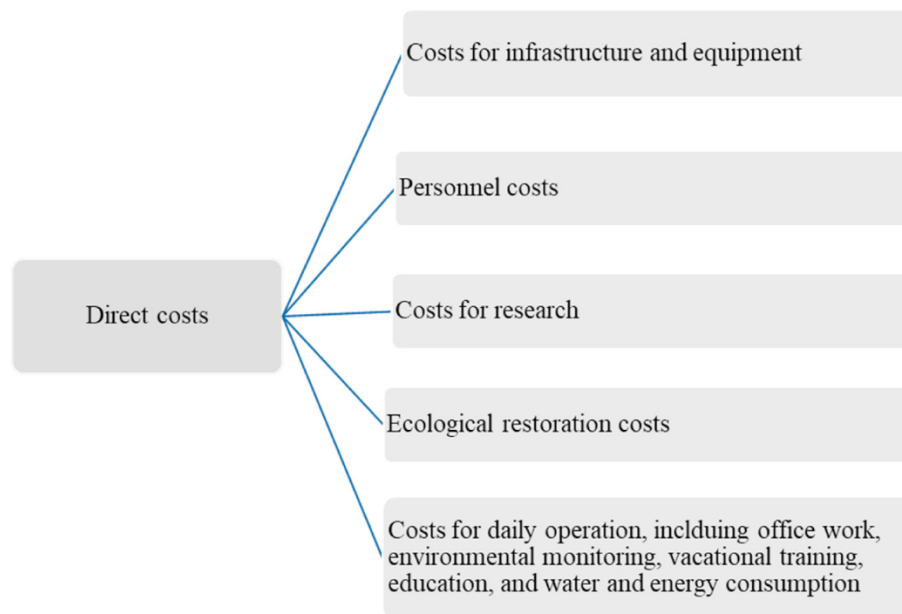 Costs for infrastructure and equipment
Personnel costs
Direct costs
Costs for research
Ecological restoration costs
Costs for daily operation, inclduing office work,
environmental monitoring, vacational training,
education, and water and energy consumption